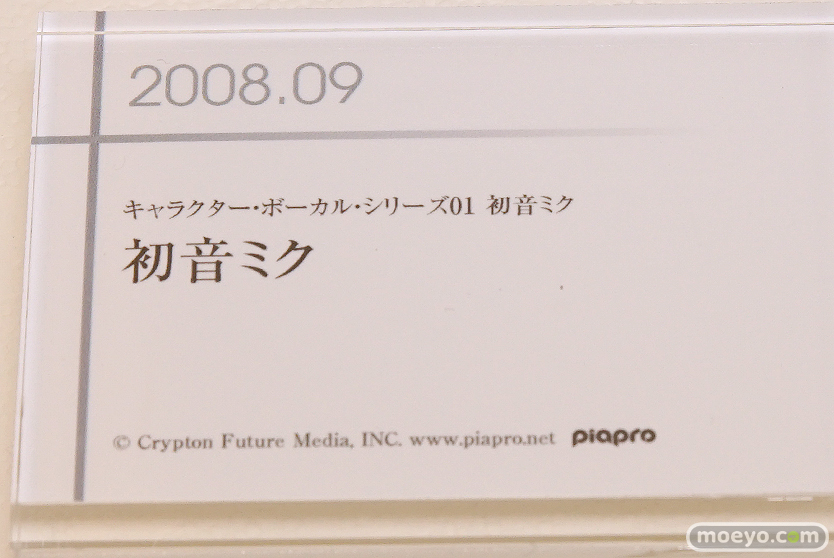 2008.09
キャラクター・ボーカル・シリーズ01 初音ミク
初音ミク
© Crypton Future Media, INC. www.piapro.net piapro
moeyo.com